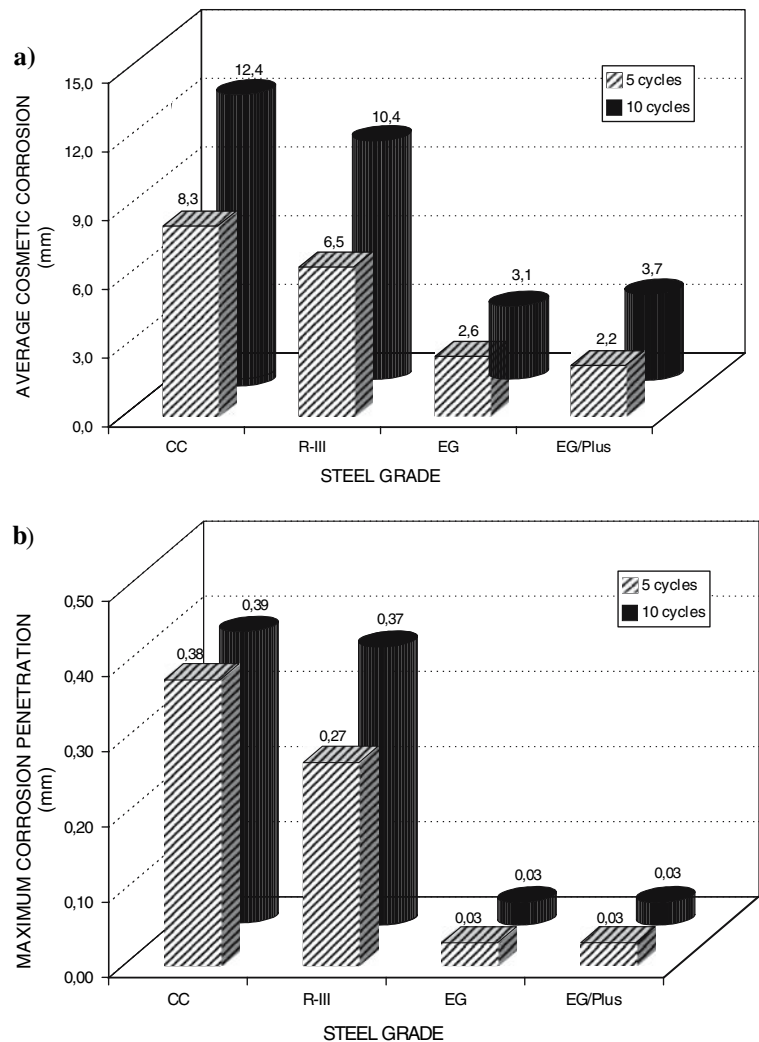 a)
AVERAGE COSMETIC CORROSION
(mm)
15,0
12,0
9,0
6,0
3,0
0,0
12,4
10,4
8,3
6,5
3,1
3,7
2,6
2,2
5 cycles
10 cycles
CC
R-III
EG
EG/Plus
STEEL GRADE
b)
MAXIMUM CORROSION PENETRATION
(mm)
0,50
0,40
0,30
0,20
0,10
0,00
0,39
0,37
0,38
0,27
0,03
0,03
0,03
0,03
5 cycles
10 cycles
CC
R-III
EG
EG/Plus
STEEL GRADE